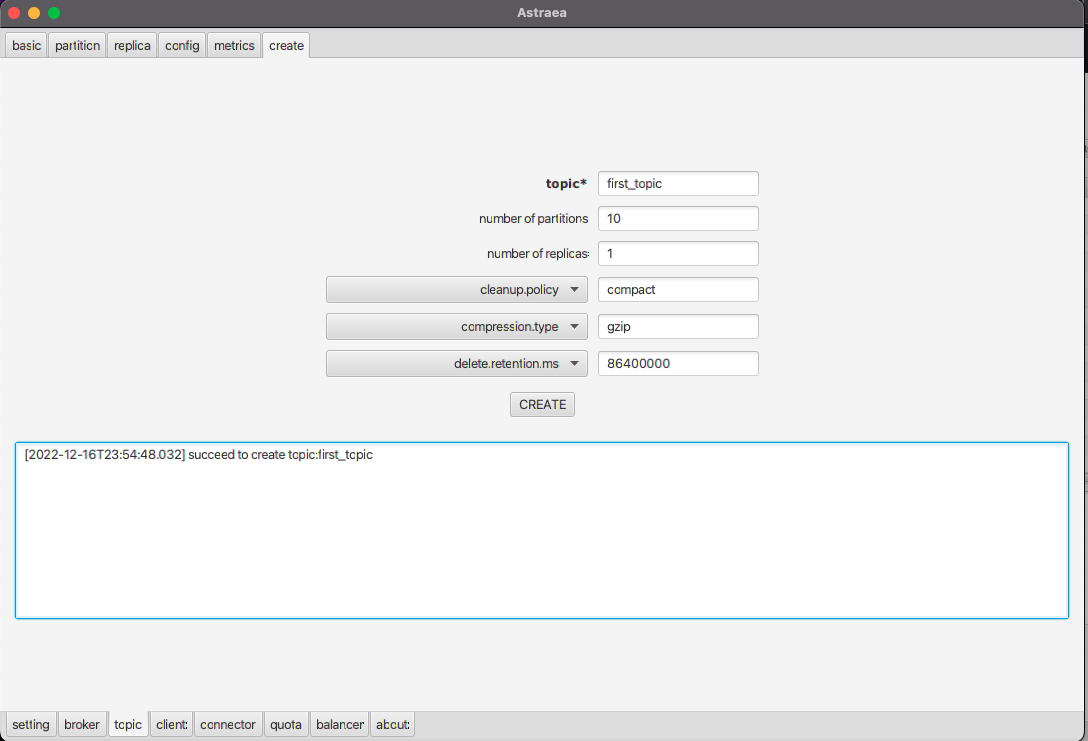 Astraea
basic partition replica config metrics create
topic* first_topic
number of partitions 10
number of replicas 1
cleanup.policy compact
compression.type gzip
delete.retention.ms 86400000
CREATE
[2022-12-16T23:54:48.032] succeed to create topic:first_topic
setting broker topic client connector quota balancer about